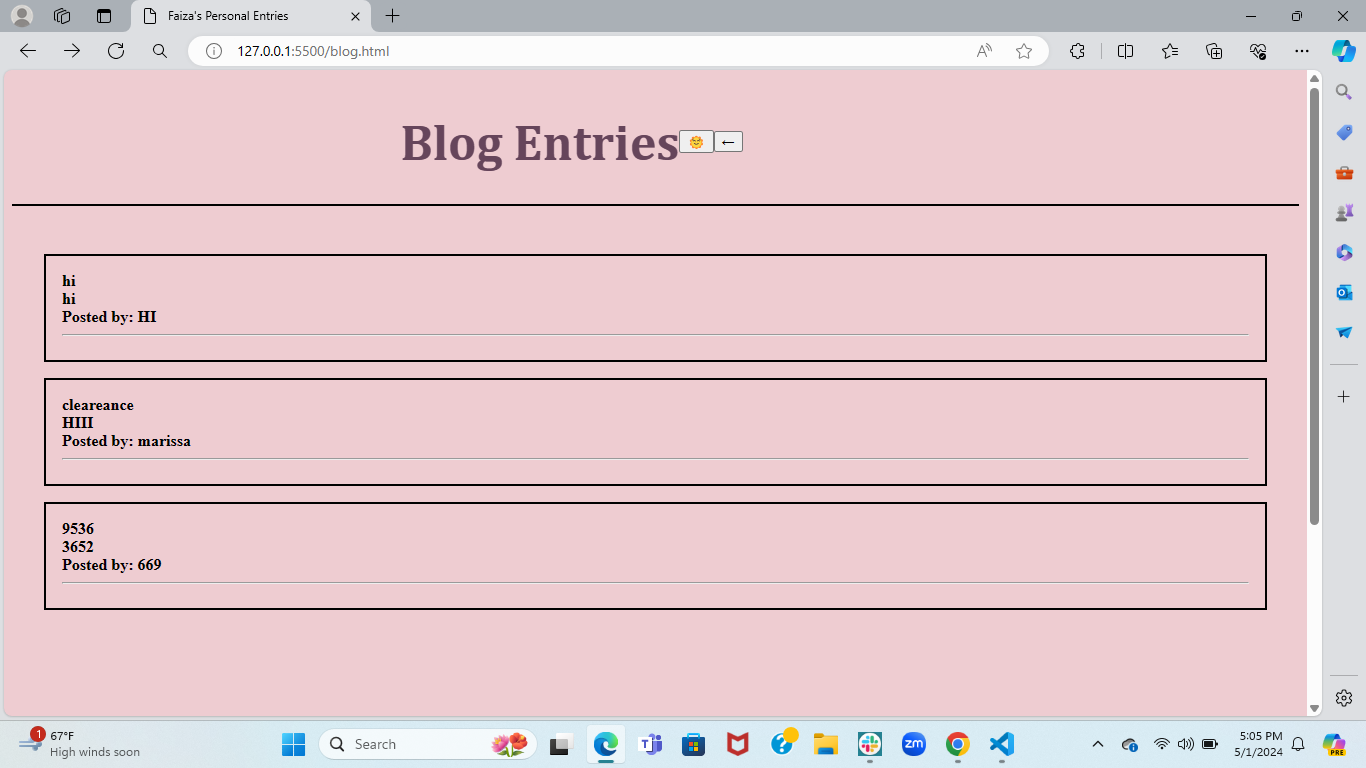 Faiza's Personal Entries
127.0.0.1:5500/blog.html
Blog Entries
hi
hi
Posted by: HI
cleareance
HIII
Posted by: marissa
9536
3652
Posted by: 669
1
67°F
High winds soon
Search
zm
PRE
5:05 PM
5/1/2024